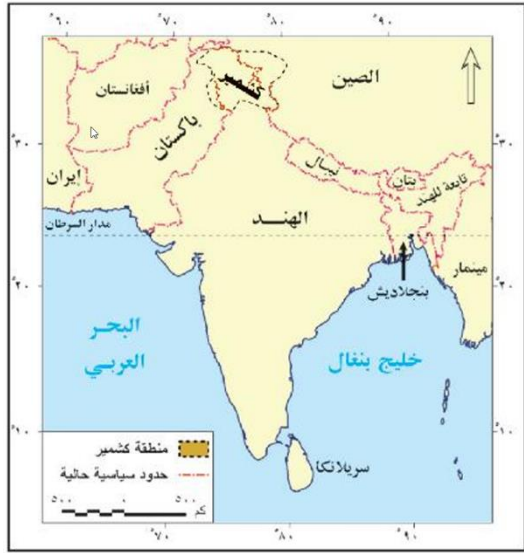 ٦٠° ٧٠° ٨٠° ٩٠°
الصين
أفغانستان
كشمير
باكستان
٣٠° ٣٠°
نيبال
بتان
تابعة للهند
إيران
الهند
مدار السرطان
مينمار
٢٠° ٢٠°
بنجلاديش
البحر
العربي
خليج بنغال
١٠° ١٠°
منطقة كشمير
حدود سياسية حالية
سريلانكا
٥٠٠ ٠ ٥٠٠
كم
٧٠° ٨٠° ٩٠°